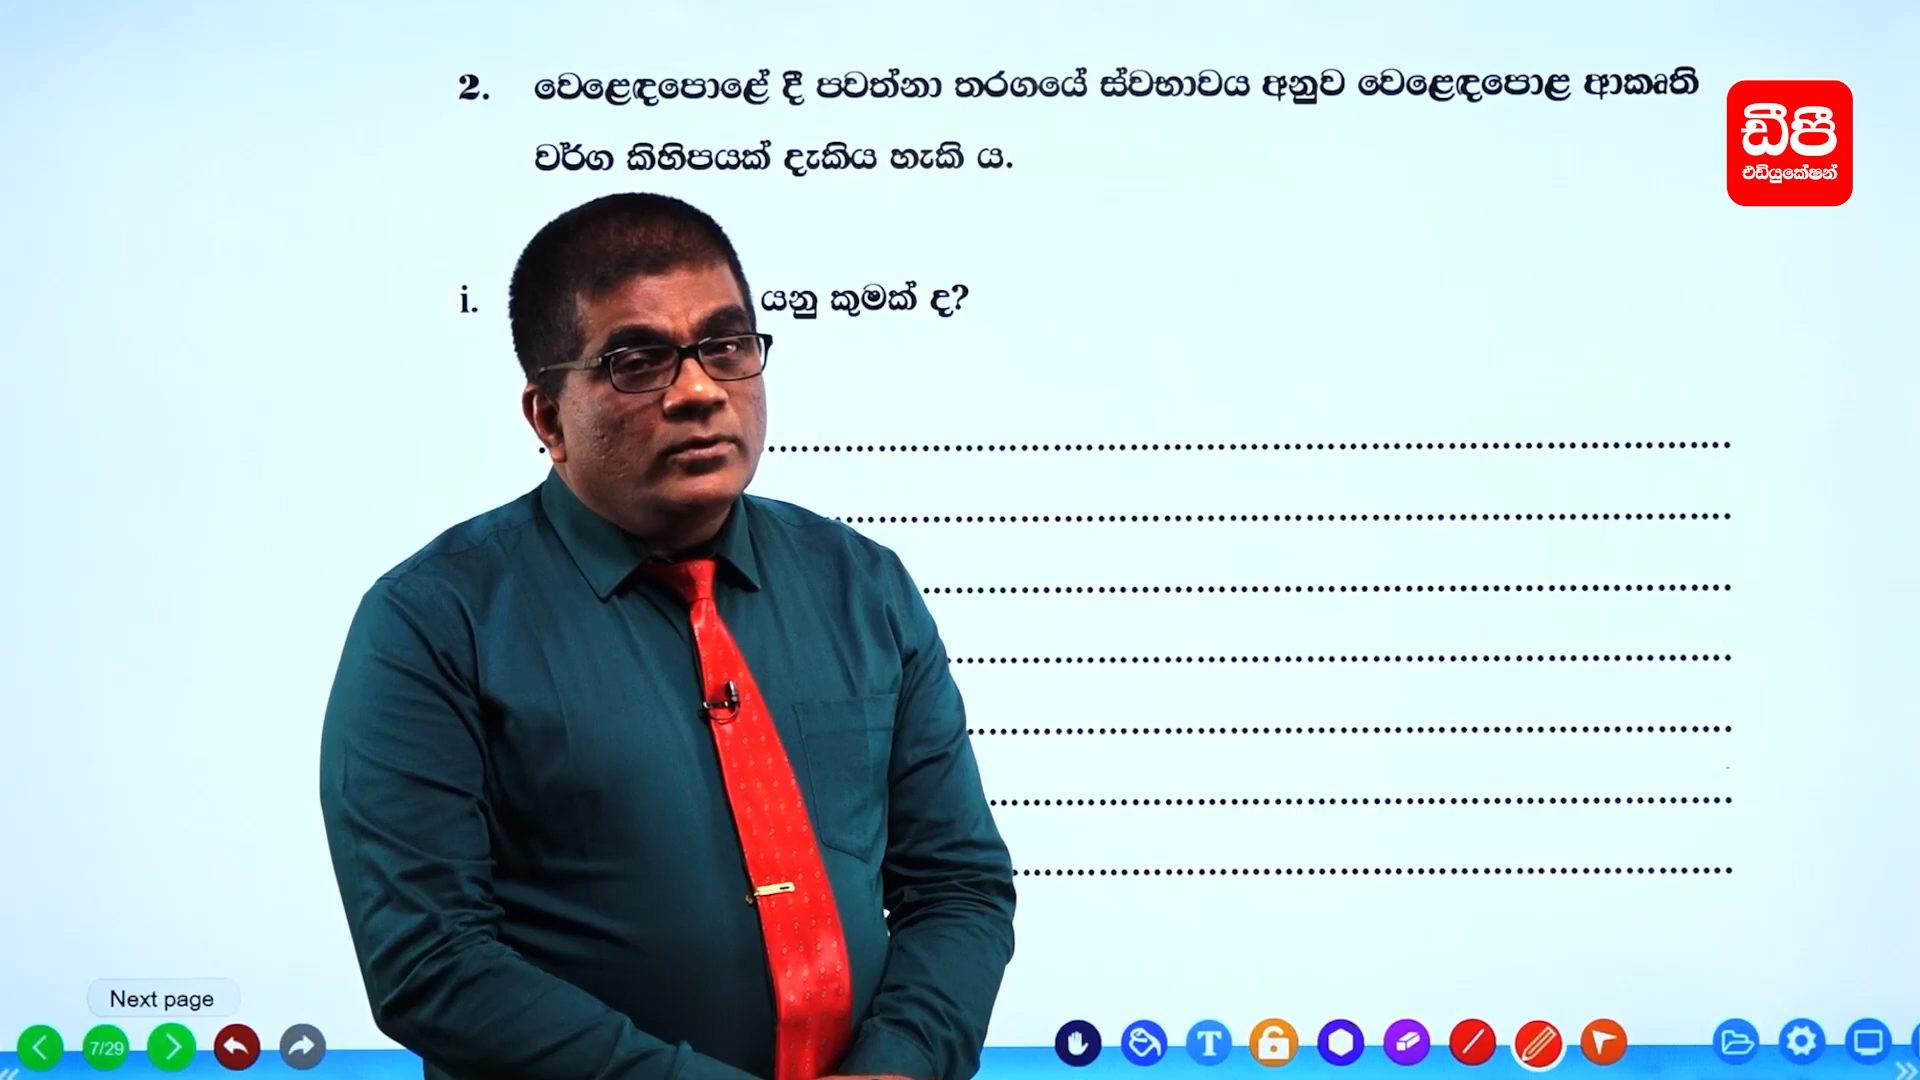 2. වෙළෙඳපොළේ දී පවත්නා තරගයේ ස්වභාවය අනුව වෙළෙඳපොළ ආකෘති
වර්ග කිහිපයක් දැකිය හැකි ය.
ඩීපී
එඩියුකේෂන්
i. යනු කුමක් ද?
Next page
7/29
T